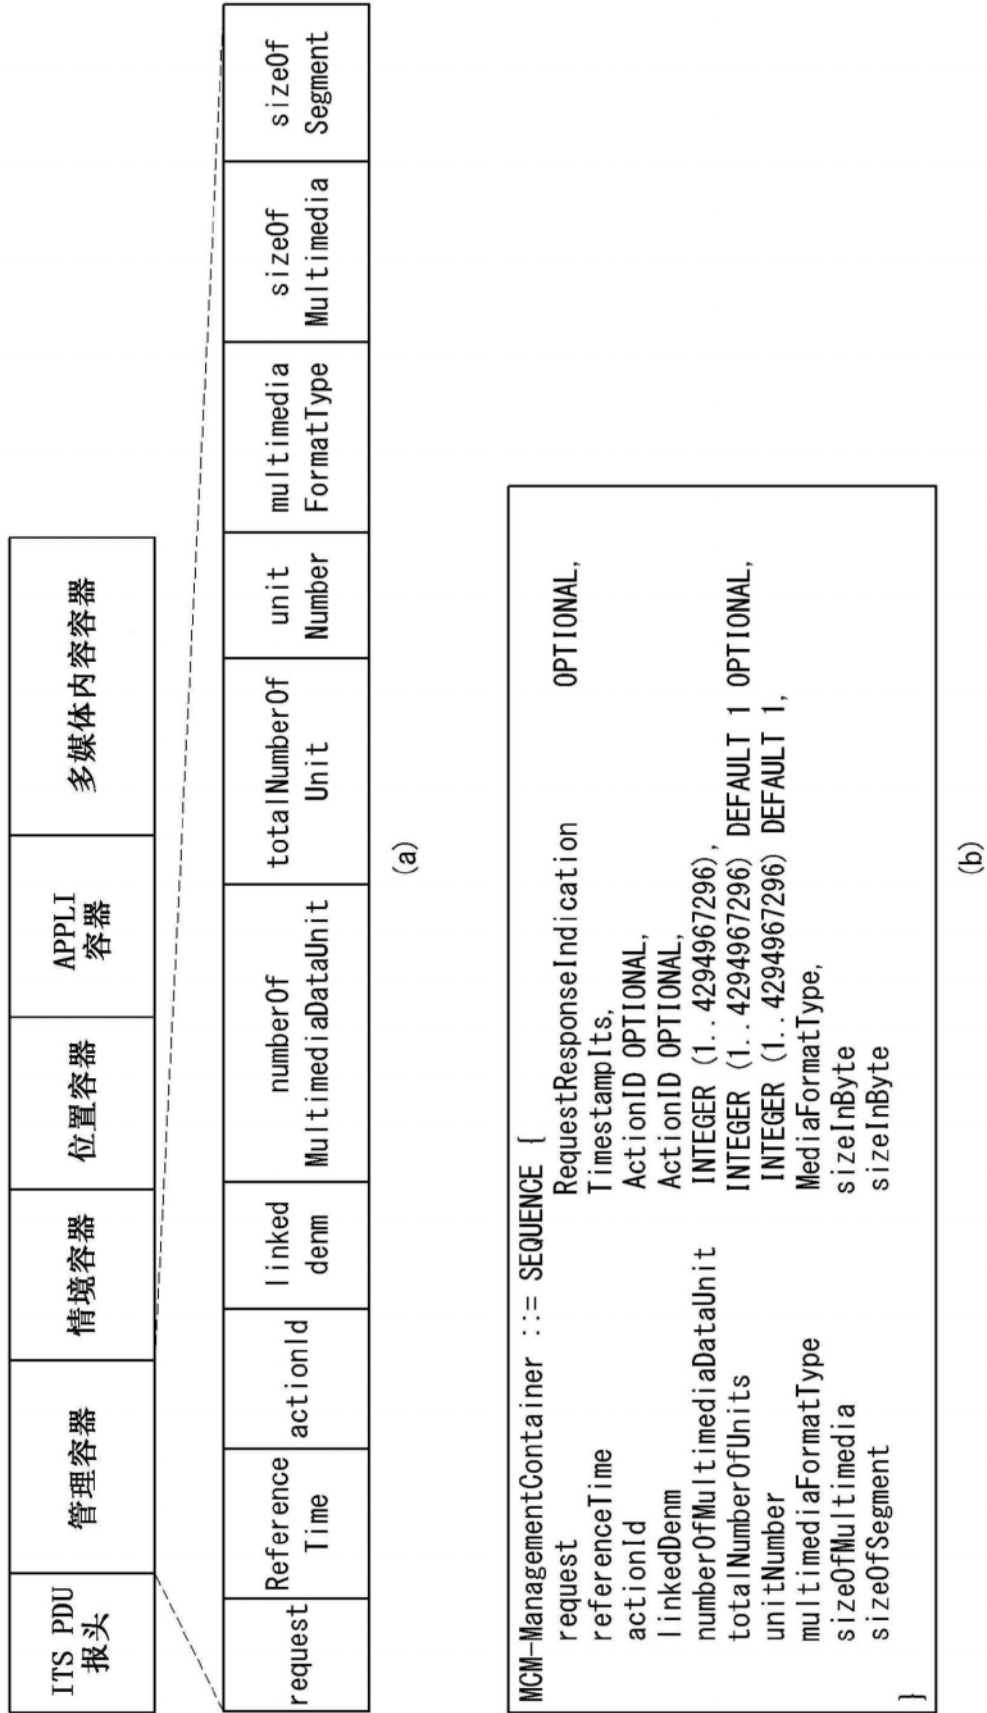 ITS PDU
报头
管理容器
情境容器
位置容器
APPLI
容器
多媒体内容容器
request
Reference
Time
actionId
linked
denm
numberOf
MultimediaDataUnit
totalNumberOf
Unit
unit
Number
multimedia
FormatType
sizeOf
Multimedia
sizeOf
Segment
(a)
MCM-ManagementContainer ::= SEQUENCE {
request RequestResponseIndication OPTIONAL,
referenceTime TimestampIts,
actionId ActionID OPTIONAL,
linkedDenm ActionID OPTIONAL,
numberOfMultimediaDataUnit INTEGER (1..4294967296),
totalNumberOfUnits INTEGER (1..4294967296) DEFAULT 1 OPTIONAL,
unitNumber INTEGER (1..4294967296) DEFAULT 1,
multimediaFormatType MediaFormatType,
sizeOfMultimedia sizeInByte
sizeOfSegment sizeInByte
}
(b)